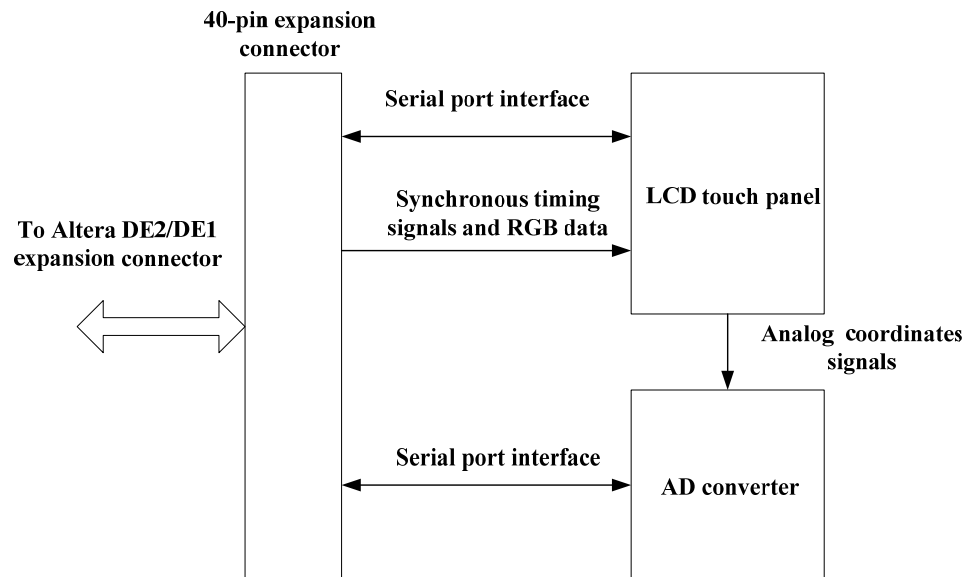 40-pin expansion
connector
Serial port interface
Synchronous timing
signals and RGB data
LCD touch panel
To Altera DE2/DE1
expansion connector
Analog coordinates
signals
Serial port interface
AD converter